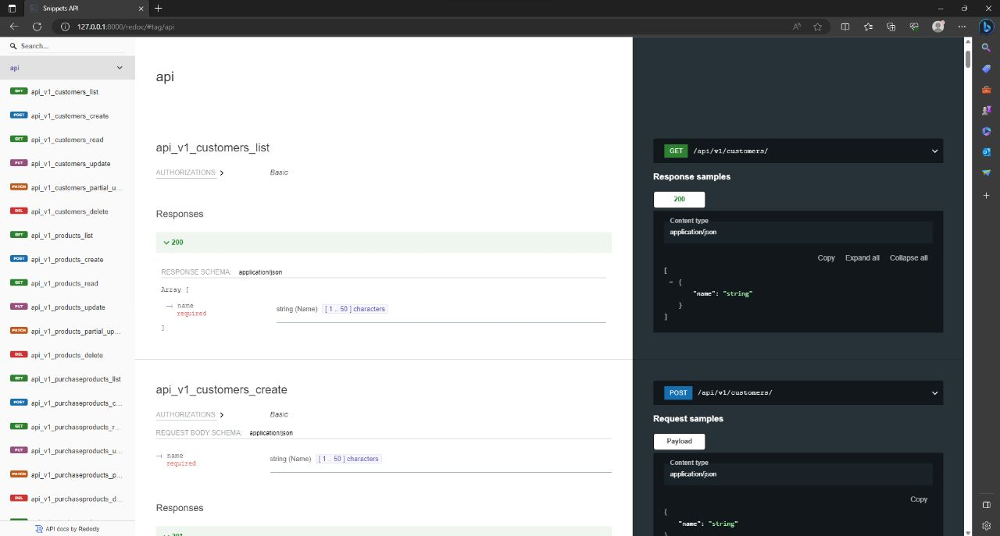 Snippets API
127.0.0.1:8000/redoc/#tag/api
Search...
api
GET api_v1_customers_list
POST api_v1_customers_create
GET api_v1_customers_read
PUT api_v1_customers_update
PATCH api_v1_customers_partial_u...
DEL api_v1_customers_delete
GET api_v1_products_list
POST api_v1_products_create
GET api_v1_products_read
PUT api_v1_products_update
PATCH api_v1_products_partial_up...
DEL api_v1_products_delete
GET api_v1_purchaseproducts_list
POST api_v1_purchaseproducts_c...
GET api_v1_purchaseproducts_r...
PUT api_v1_purchaseproducts_u...
PATCH api_v1_purchaseproducts_p...
DEL api_v1_purchaseproducts_d...
API docs by Redocly
api
api_v1_customers_list
AUTHORIZATIONS: Basic
Responses
200
RESPONSE SCHEMA: application/json
Array [
name string (Name) [ 1 .. 50 ] characters
required
]
GET /api/v1/customers/
Response samples
200
Content type
application/json
Copy Expand all Collapse all
[
- {
"name": "string"
}
]
api_v1_customers_create
AUTHORIZATIONS: Basic
REQUEST BODY SCHEMA: application/json
name string (Name) [ 1 .. 50 ] characters
required
Responses
201
POST /api/v1/customers/
Request samples
Payload
Content type
application/json
Copy
{
"name": "string"
}